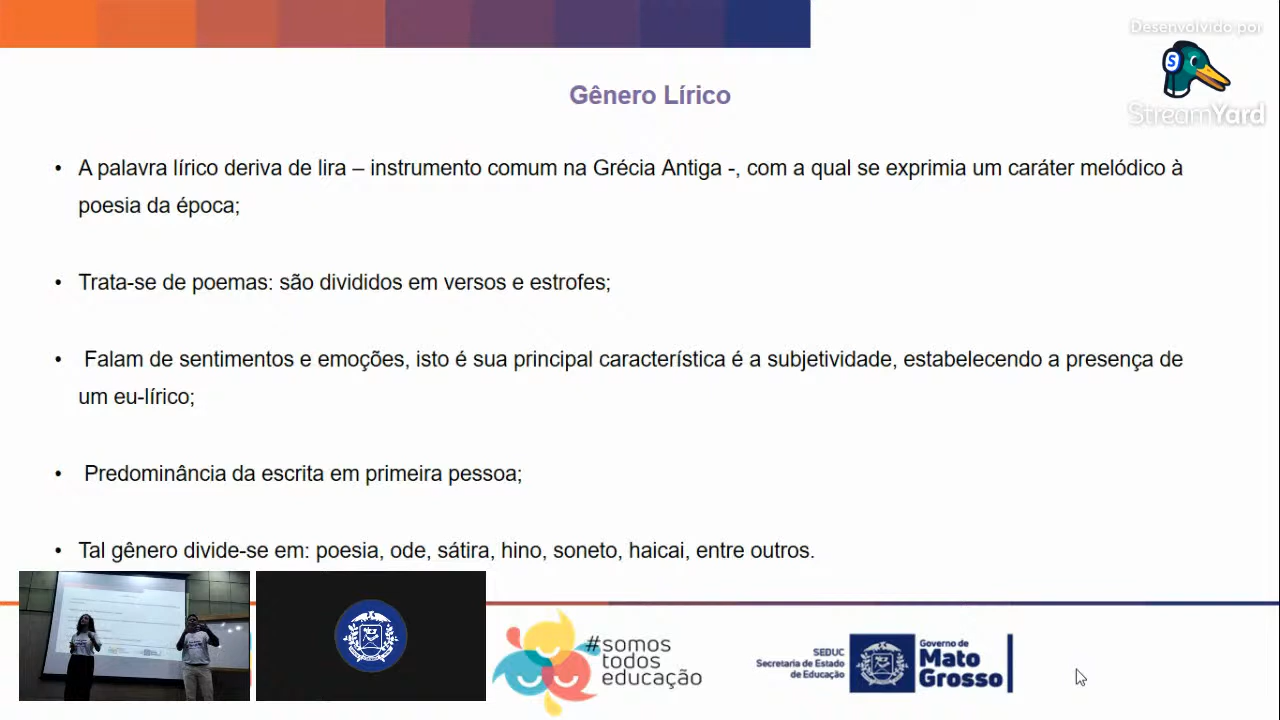 Desenvolvido por
StreamYard
Gênero Lírico
• A palavra lírico deriva de lira – instrumento comum na Grécia Antiga -, com a qual se exprimia um caráter melódico à
poesia da época;
• Trata-se de poemas: são divididos em versos e estrofes;
• Falam de sentimentos e emoções, isto é sua principal característica é a subjetividade, estabelecendo a presença de
um eu-lírico;
• Predominância da escrita em primeira pessoa;
• Tal gênero divide-se em: poesia, ode, sátira, hino, soneto, haicai, entre outros.
#somos
todos
educação
SEDUC
Secretaria de Estado
de Educação
Governo de
Mato
Grosso